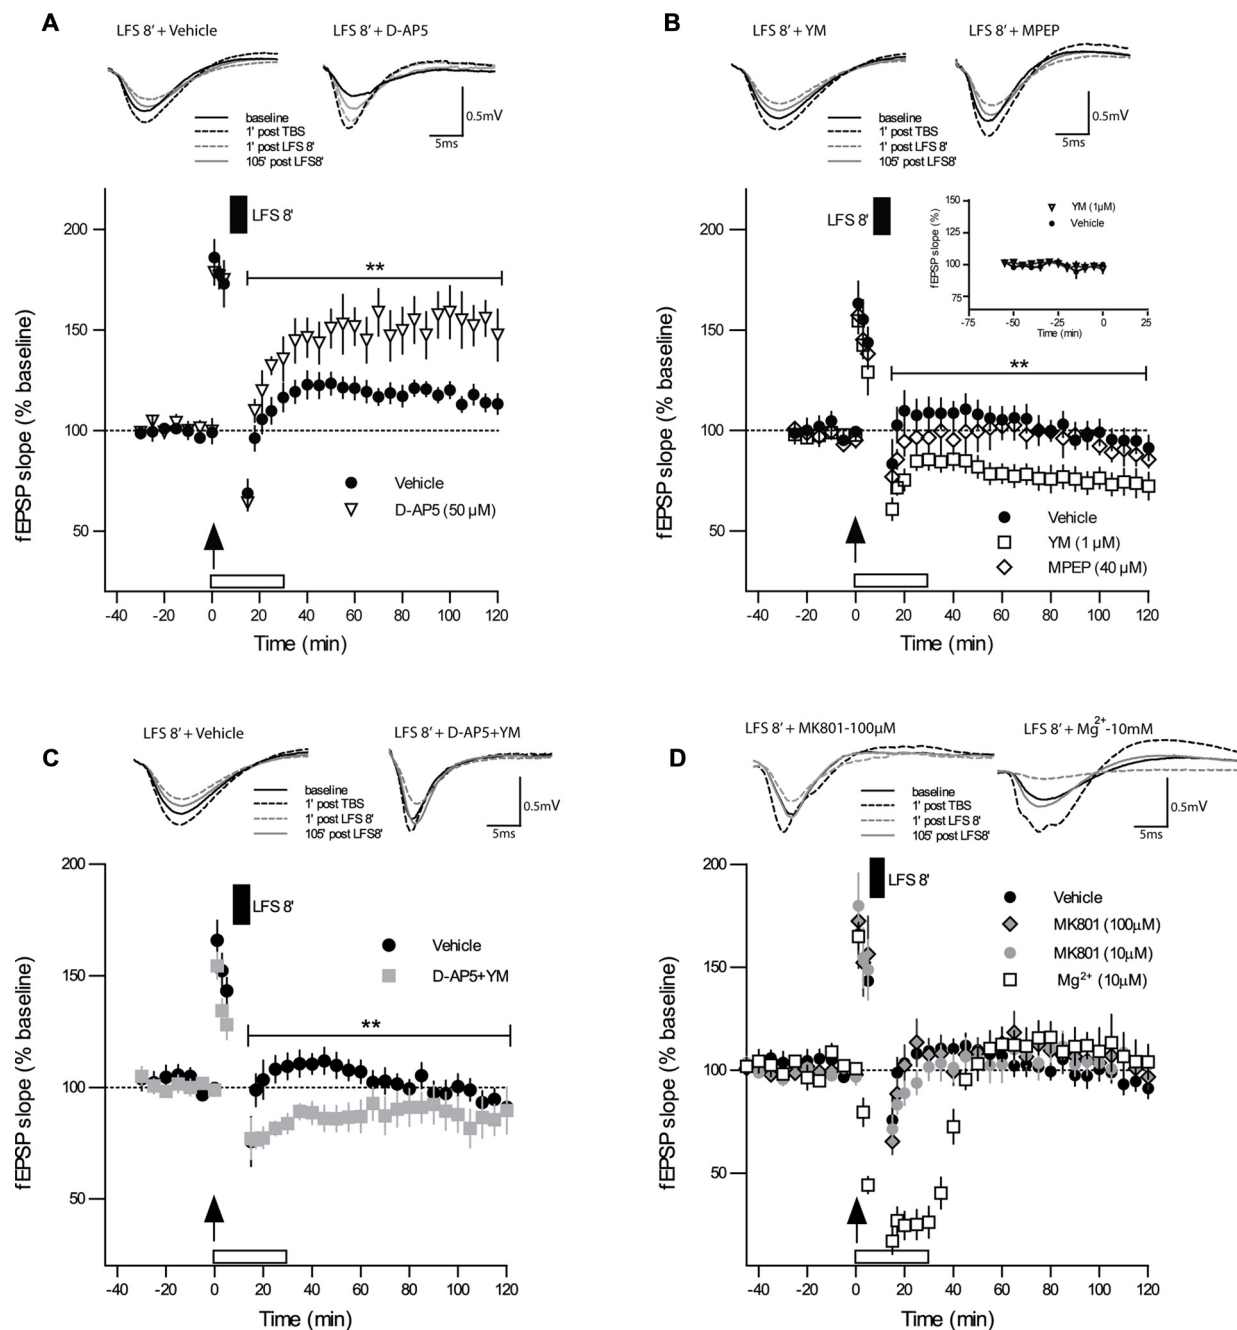 A
LFS 8' + Vehicle
LFS 8' + D-AP5
baseline
1' post TBS
1' post LFS 8'
105' post LFS8'
0.5mV
5ms
LFS 8'
**
200
150
100
50
fEPSP slope (% baseline)
Vehicle
D-AP5 (50 µM)
-40 -20 0 20 40 60 80 100 120
Time (min)
B
LFS 8' + YM
LFS 8' + MPEP
baseline
1' post TBS
1' post LFS 8'
105' post LFS8'
0.5mV
5ms
LFS 8'
YM (1µM)
Vehicle
150
125
100
75
fEPSP slope (%)
-75 -50 -25 0 25
Time (min)
**
200
150
100
50
fEPSP slope (% baseline)
Vehicle
YM (1 µM)
MPEP (40 µM)
-40 -20 0 20 40 60 80 100 120
Time (min)
C
LFS 8' + Vehicle
LFS 8' + D-AP5+YM
baseline
1' post TBS
1' post LFS 8'
105' post LFS8'
0.5mV
5ms
LFS 8'
Vehicle
D-AP5+YM
**
200
150
100
50
fEPSP slope (% baseline)
-40 -20 0 20 40 60 80 100 120
Time (min)
D
LFS 8' + MK801-100µM
LFS 8' + Mg2+-10mM
baseline
1' post TBS
1' post LFS 8'
105' post LFS8'
0.5mV
5ms
LFS 8'
Vehicle
MK801 (100µM)
MK801 (10µM)
Mg2+ (10µM)
200
150
100
50
fEPSP slope (% baseline)
-40 -20 0 20 40 60 80 100 120
Time (min)